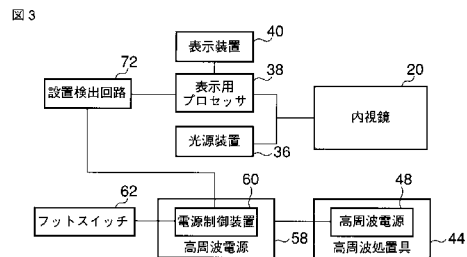 図3
40
表示装置
72
38
20
設置検出回路
表示用
プロセッサ
内視鏡
光源装置
36
62
60
48
フットスイッチ
電源制御装置
高周波電源
高周波電源
58
高周波処置具
44